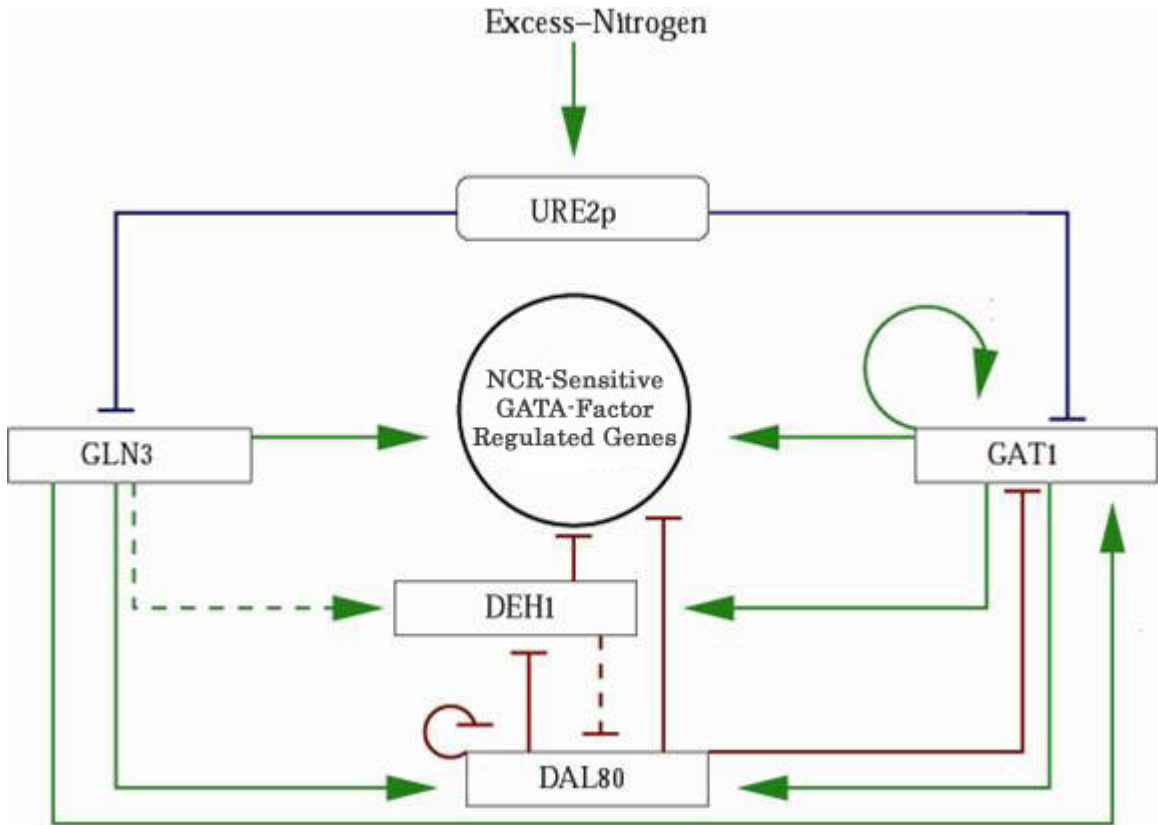 Excess–Nitrogen
URE2p
NCR-Sensitive
GATA-Factor
Regulated Genes
GLN3
GAT1
DEH1
DAL80